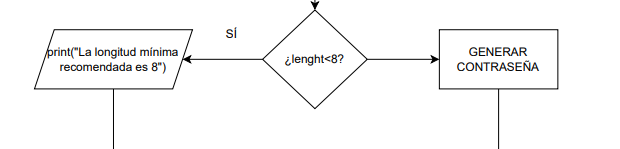 SÍ
print("La longitud mínima
recomendada es 8")
¿lenght<8?
GENERAR
CONTRASEÑA